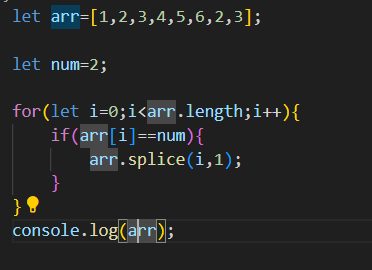 let arr=[1,2,3,4,5,6,2,3];
let num=2;
for(let i=0;i<arr.length;i++){
    if(arr[i]==num){
        arr.splice(i,1);
    }
}
console.log(arr);